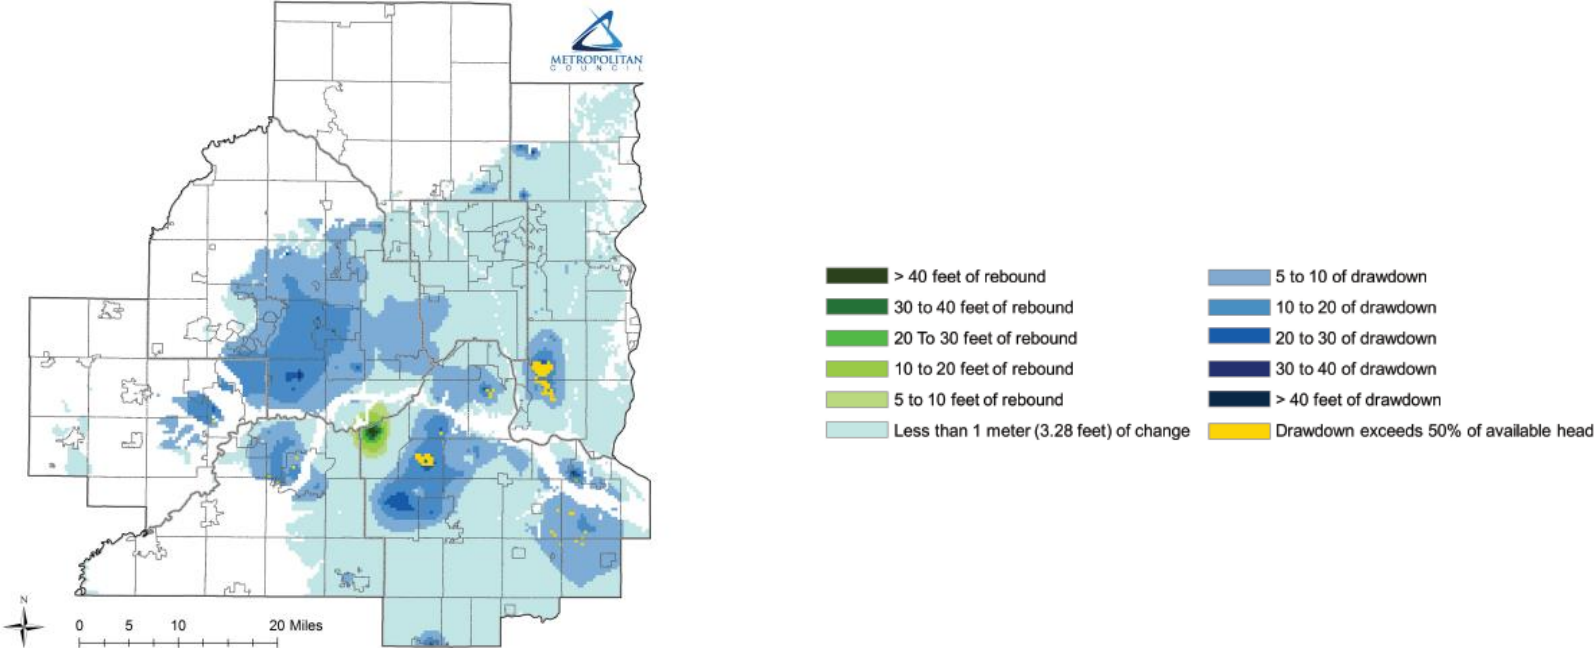 METROPOLITAN
COUNCIL
> 40 feet of rebound
30 to 40 feet of rebound
20 To 30 feet of rebound
10 to 20 feet of rebound
5 to 10 feet of rebound
Less than 1 meter (3.28 feet) of change
5 to 10 of drawdown
10 to 20 of drawdown
20 to 30 of drawdown
30 to 40 of drawdown
> 40 feet of drawdown
Drawdown exceeds 50% of available head
N
0 5 10 20 Miles